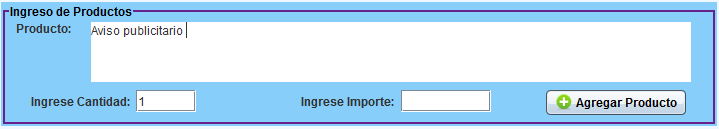 Ingreso de Productos
Producto: Aviso publicitario
Ingrese Cantidad: 1 Ingrese Importe: Agregar Producto